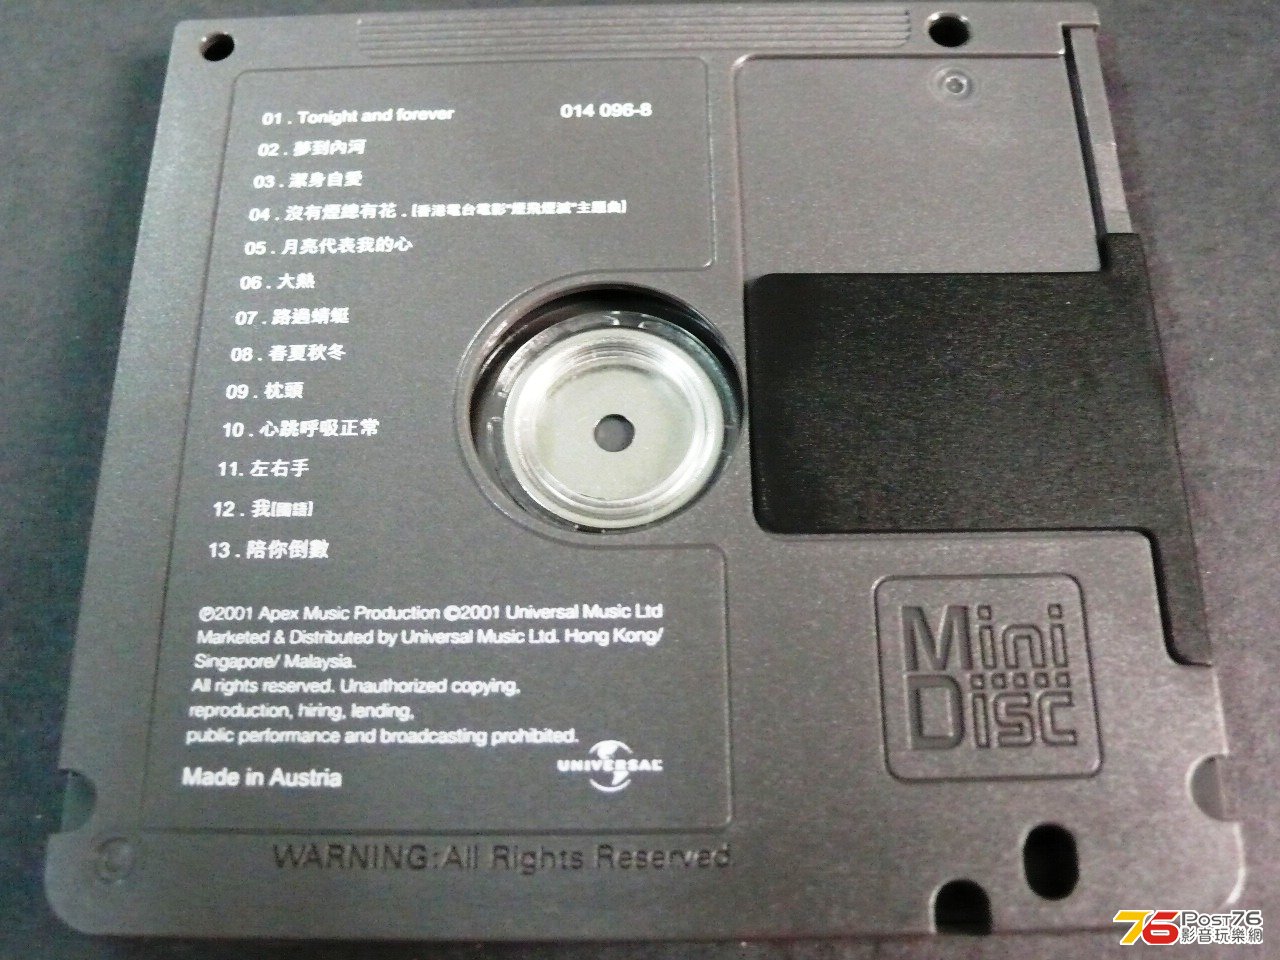 01 . Tonight and forever 014 096-8
02 . 夢到內河
03 . 潔身自愛
04 . 沒有煙總有花 . [香港電台電影"煙飛煙滅"主題曲]
05 . 月亮代表我的心
06 . 大熱
07 . 路過蜻蜓
08 . 春夏秋冬
09 . 枕頭
10 . 心跳呼吸正常
11. 左右手
12 . 我[國語]
13 . 陪你倒數
℗2001 Apex Music Production ©2001 Universal Music Ltd
Marketed & Distributed by Universal Music Ltd. Hong Kong/
Singapore/ Malaysia.
All rights reserved. Unauthorized copying,
reproduction, hiring, lending,
public performance and broadcasting prohibited.
UNIVERSAL
Made in Austria
Mini
Disc
WARNING:All Rights Reserved
76 POST76
影音玩樂網